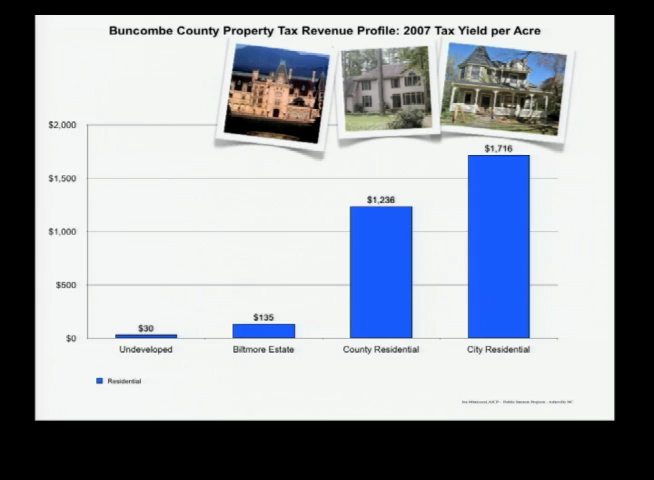 Buncombe County Property Tax Revenue Profile: 2007 Tax Yield per Acre
$2,000
$1,716
$1,500
$1,236
$1,000
$500
$135
$30
$0
Undeveloped
Biltmore Estate
County Residential
City Residential
Residential